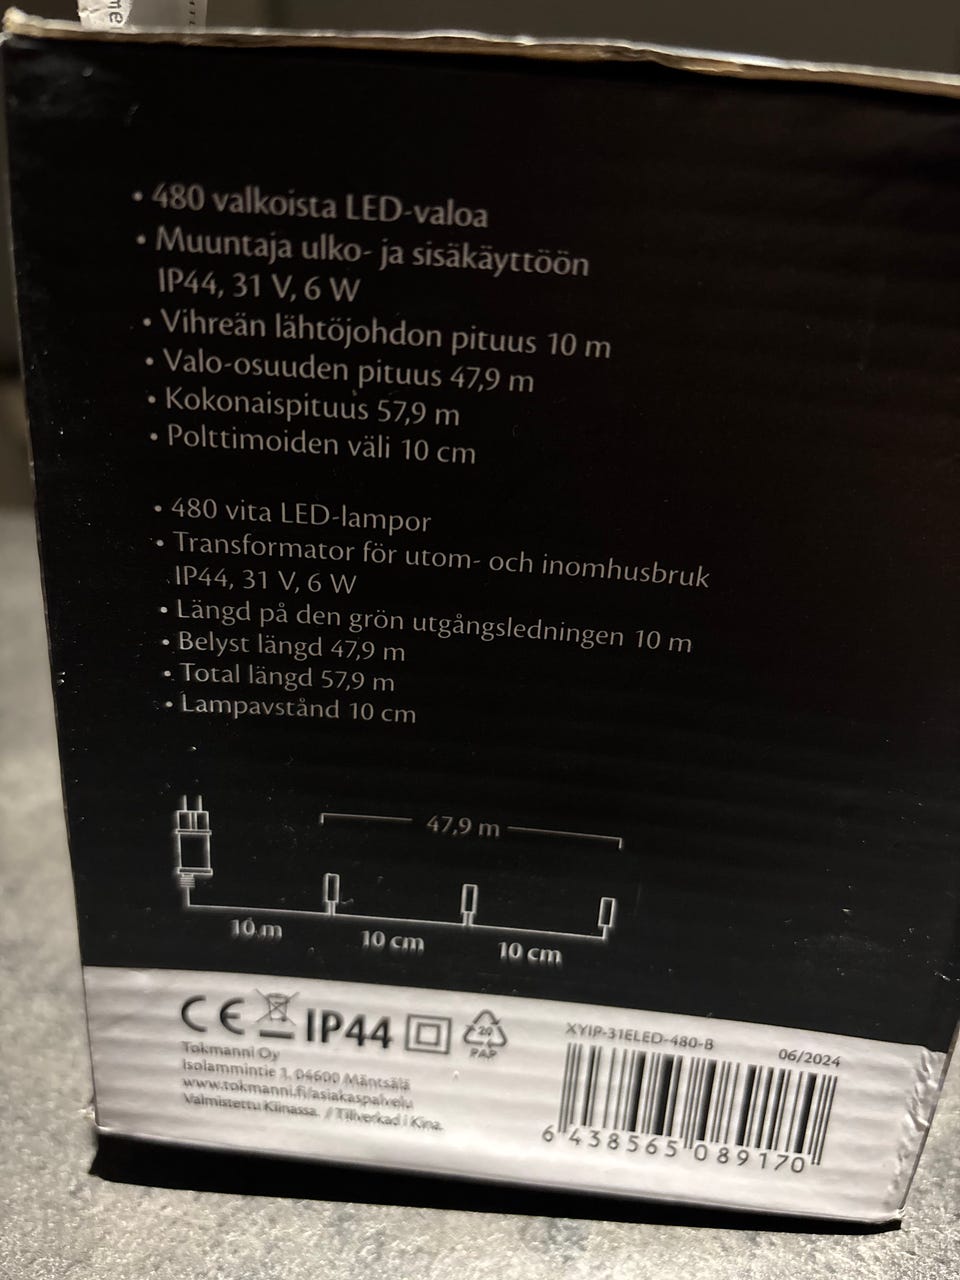 • 480 valkoista LED-valoa
• Muuntaja ulko- ja sisäkäyttöön
IP44, 31 V, 6 W
• Vihreän lähtöjohdon pituus 10 m
• Valo-osuuden pituus 47,9 m
• Kokonaispituus 57,9 m
• Polttimoiden väli 10 cm
• 480 vita LED-lampor
• Transformator för utom- och inomhusbruk
IP44, 31 V, 6 W
• Längd på den grön utgångsledningen 10 m
• Belyst längd 47,9 m
• Total längd 57,9 m
• Lampavstånd 10 cm
47,9 m
10 m
10 cm
10 cm
CE IP44
20
PAP
Tokmanni Oy
Isolammintie 1, 04600 Mäntsälä
www.tokmanni.fi/asiakaspalvelu
Valmistettu Kiinassa. / Tillverkad i Kina.
XYIP-31ELED-480-B
06/2024
6 438565 089170